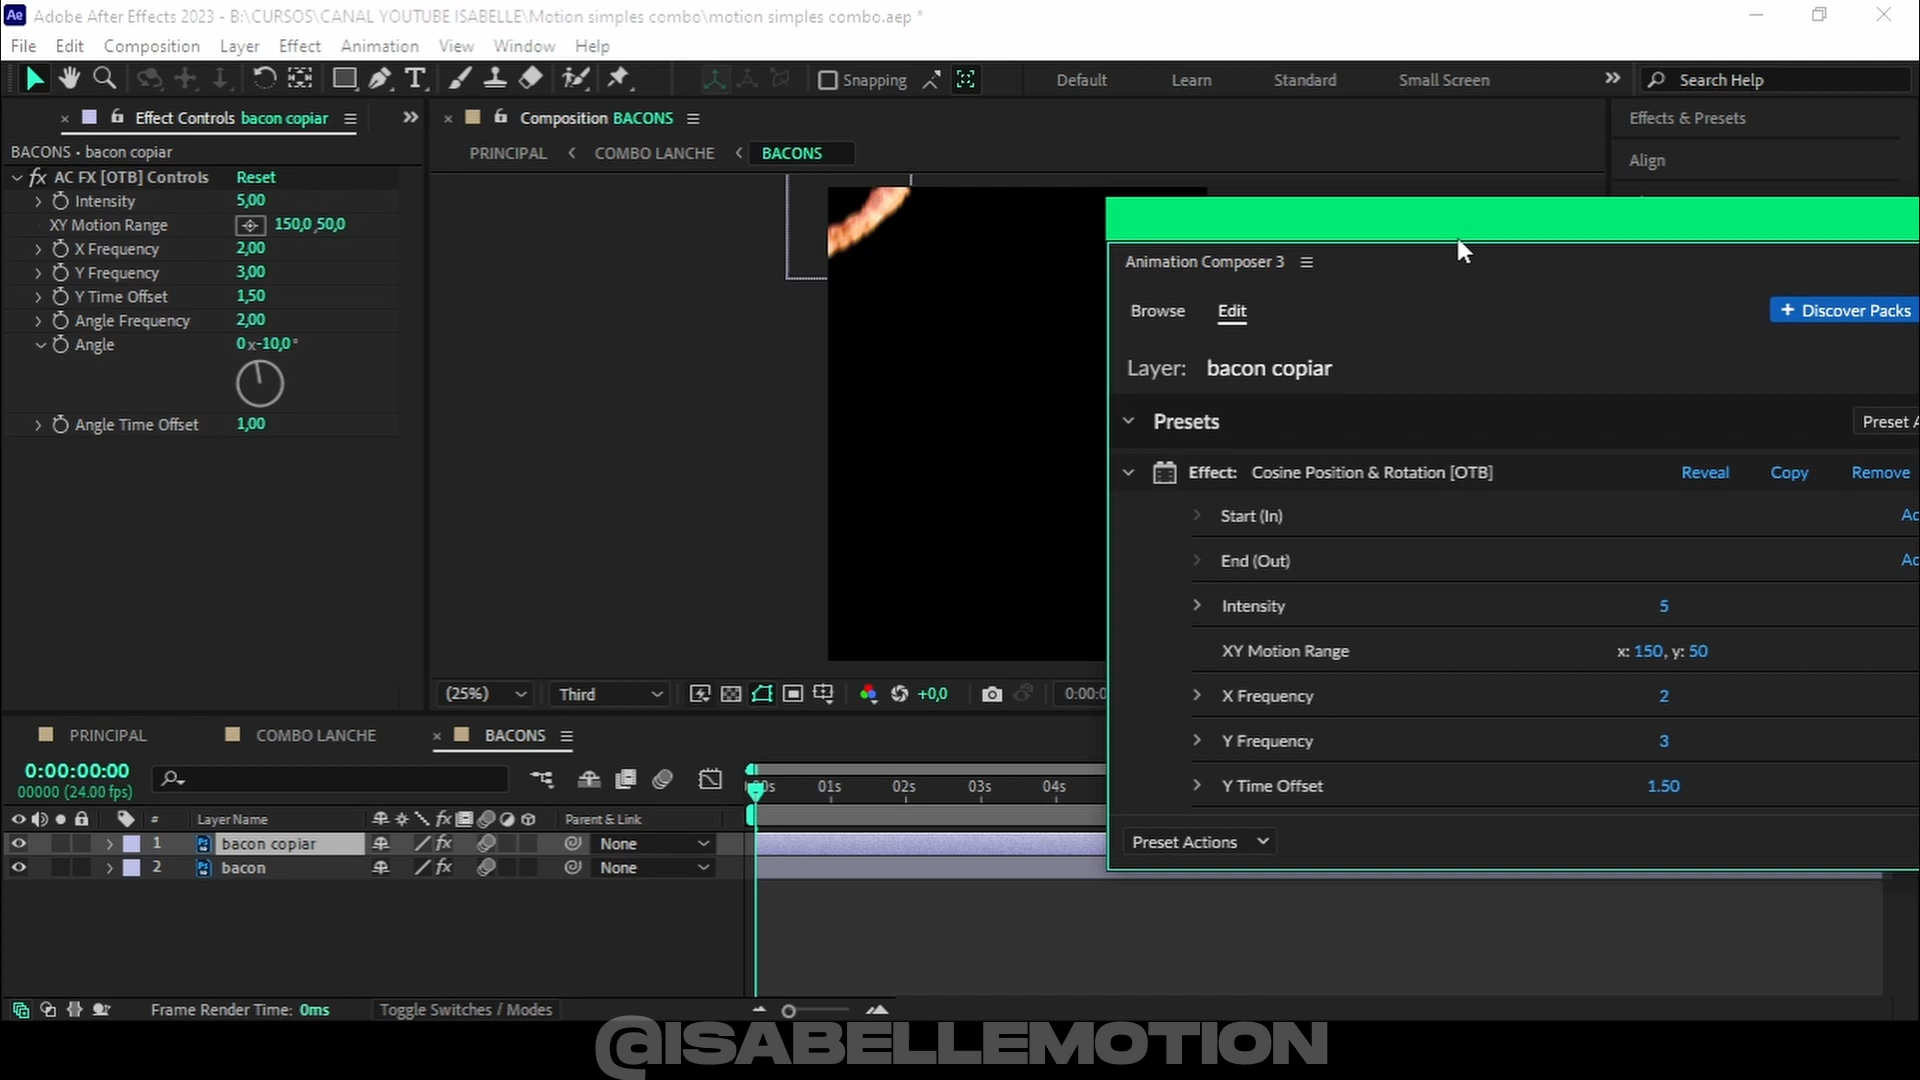 Ae Adobe After Effects 2023 - B:\CURSOS\CANAL YOUTUBE ISABELLE\Motion simples combo\motion simples combo.aep *
File Edit Composition Layer Effect Animation View Window Help
Snapping Default Learn Standard Small Screen Search Help
Effect Controls bacon copiar
Composition BACONS
Effects & Presets
BACONS • bacon copiar
PRINCIPAL COMBO LANCHE BACONS
Align
fx AC FX [OTB] Controls Reset
Intensity 5,00
XY Motion Range 150,0 50,0
X Frequency 2,00
Y Frequency 3,00
Y Time Offset 1,50
Angle Frequency 2,00
Angle 0x-10,0°
Angle Time Offset 1,00
Animation Composer 3
Browse Edit + Discover Packs
Layer: bacon copiar
Presets Preset A
Effect: Cosine Position & Rotation [OTB] Reveal Copy Remove
Start (In) Ad
End (Out) Ad
Intensity 5
XY Motion Range x: 150, y: 50
X Frequency 2
Y Frequency 3
Y Time Offset 1.50
Preset Actions
(25%) Third +0,0 0:00:0
PRINCIPAL COMBO LANCHE BACONS
0:00:00:00
00000 (24.00 fps)
01s 02s 03s 04s
# Layer Name fx Parent & Link
1 bacon copiar fx None
2 bacon fx None
Frame Render Time: 0ms Toggle Switches / Modes
@ISABELLEMOTION